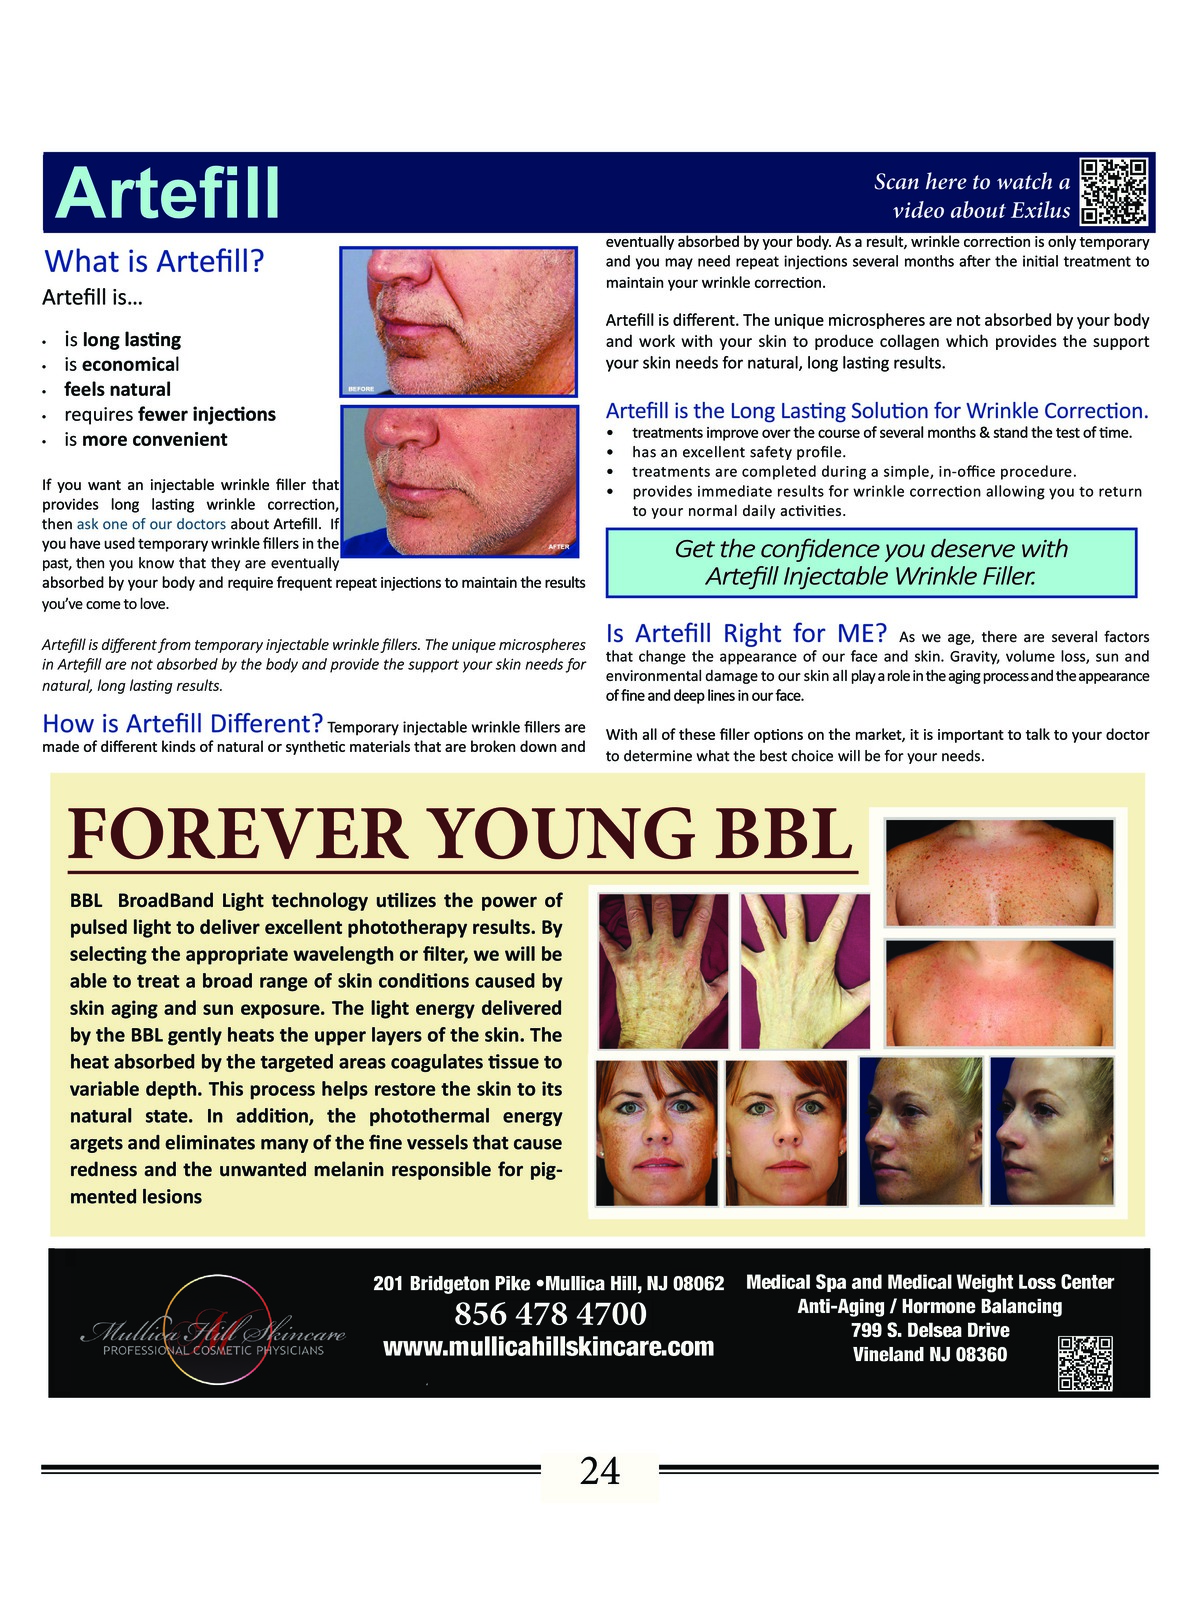 Artefill
Scan here to watch a
video about Exilus
What is Artefill?
Artefill is...
• is long lasting
• is economical
• feels natural
• requires fewer injections
• is more convenient
BEFORE
AFTER
If you want an injectable wrinkle filler that
provides long lasting wrinkle correction,
then ask one of our doctors about Artefill. If
you have used temporary wrinkle fillers in the
past, then you know that they are eventually
absorbed by your body and require frequent repeat injections to maintain the results
you've come to love.
Artefill is different from temporary injectable wrinkle fillers. The unique microspheres
in Artefill are not absorbed by the body and provide the support your skin needs for
natural, long lasting results.
How is Artefill Different? Temporary injectable wrinkle fillers are
made of different kinds of natural or synthetic materials that are broken down and
eventually absorbed by your body. As a result, wrinkle correction is only temporary
and you may need repeat injections several months after the initial treatment to
maintain your wrinkle correction.
Artefill is different. The unique microspheres are not absorbed by your body
and work with your skin to produce collagen which provides the support
your skin needs for natural, long lasting results.
Artefill is the Long Lasting Solution for Wrinkle Correction.
• treatments improve over the course of several months & stand the test of time.
• has an excellent safety profile.
• treatments are completed during a simple, in-office procedure.
• provides immediate results for wrinkle correction allowing you to return
to your normal daily activities.
Get the confidence you deserve with
Artefill Injectable Wrinkle Filler.
Is Artefill Right for ME? As we age, there are several factors
that change the appearance of our face and skin. Gravity, volume loss, sun and
environmental damage to our skin all play a role in the aging process and the appearance
of fine and deep lines in our face.
With all of these filler options on the market, it is important to talk to your doctor
to determine what the best choice will be for your needs.
FOREVER YOUNG BBL
BBL BroadBand Light technology utilizes the power of
pulsed light to deliver excellent phototherapy results. By
selecting the appropriate wavelength or filter, we will be
able to treat a broad range of skin conditions caused by
skin aging and sun exposure. The light energy delivered
by the BBL gently heats the upper layers of the skin. The
heat absorbed by the targeted areas coagulates tissue to
variable depth. This process helps restore the skin to its
natural state. In addition, the photothermal energy
argets and eliminates many of the fine vessels that cause
redness and the unwanted melanin responsible for pig-
mented lesions
Mullica Hill Skincare
PROFESSIONAL COSMETIC PHYSICIANS
201 Bridgeton Pike •Mullica Hill, NJ 08062
856 478 4700
www.mullicahillskincare.com
Medical Spa and Medical Weight Loss Center
Anti-Aging / Hormone Balancing
799 S. Delsea Drive
Vineland NJ 08360
24